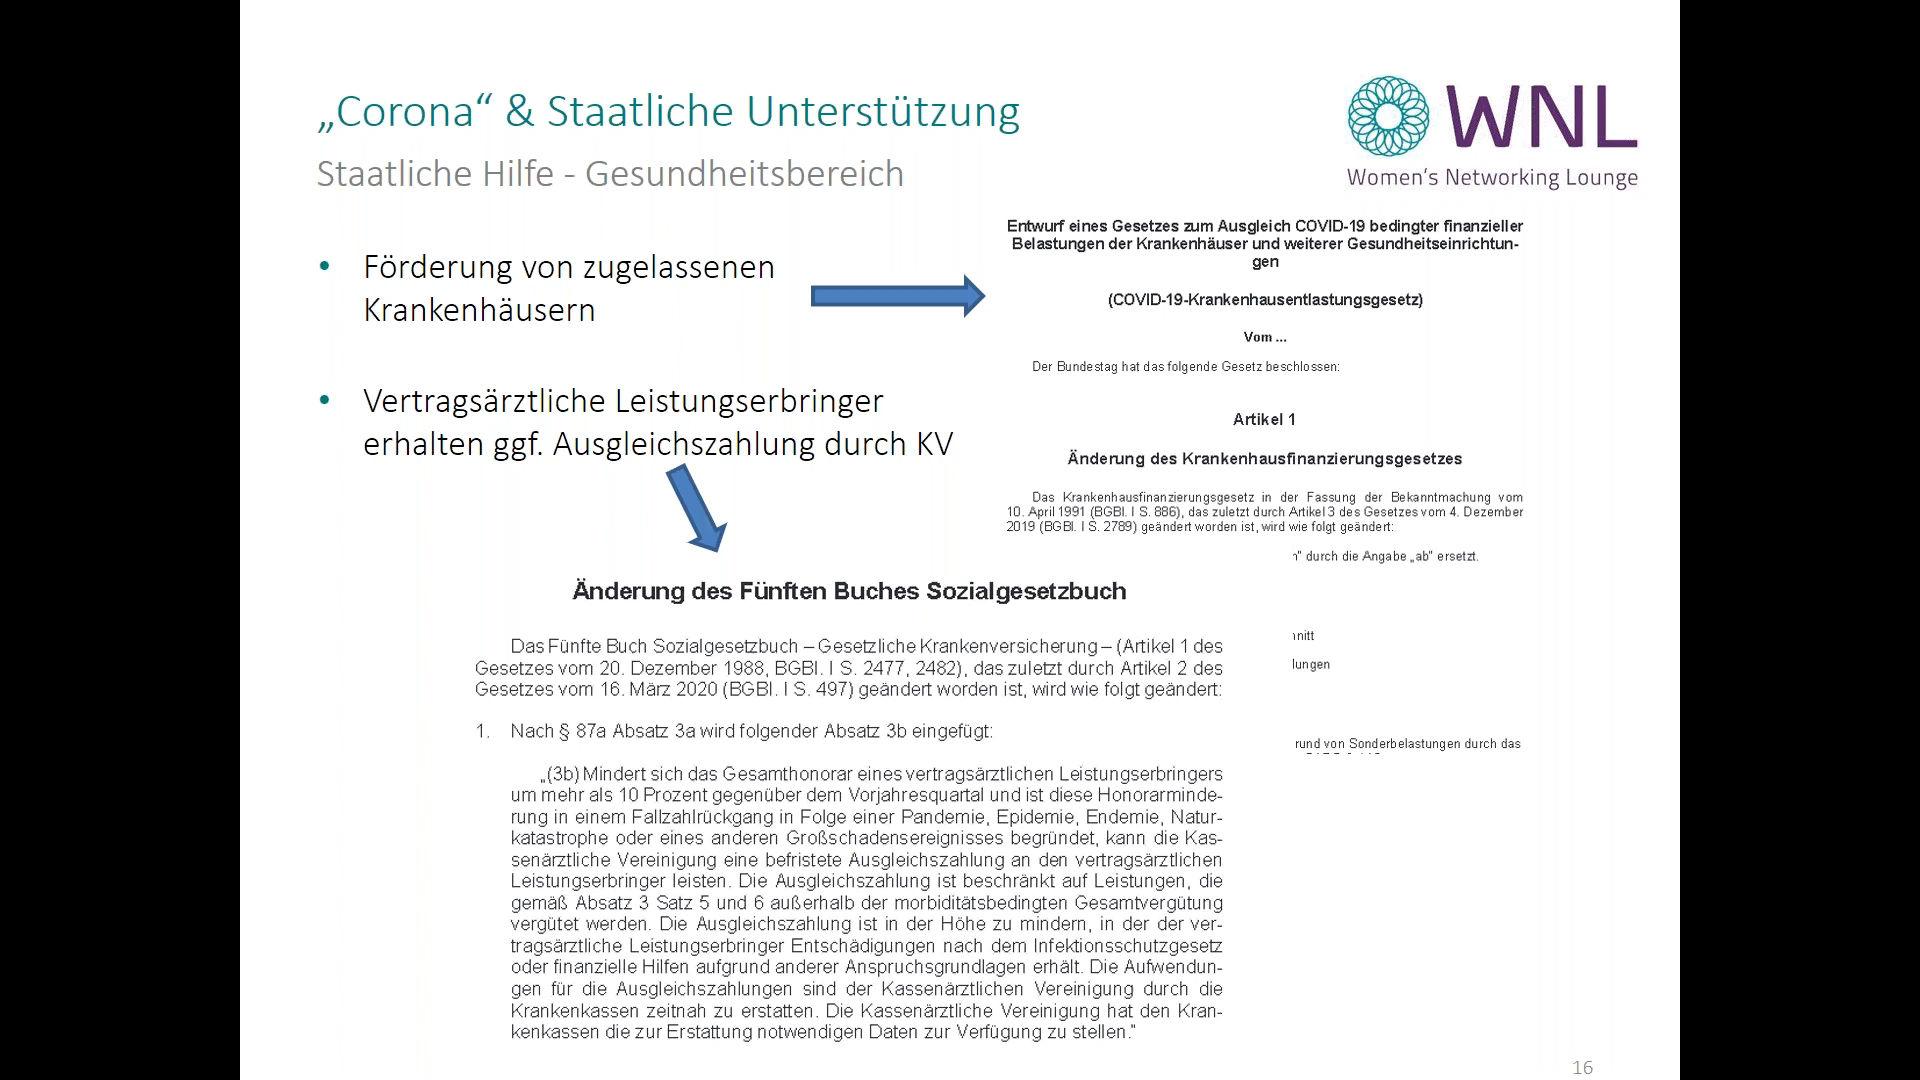 „Corona“ & Staatliche Unterstützung
Staatliche Hilfe - Gesundheitsbereich
WNL
Women's Networking Lounge
• Förderung von zugelassenen
Krankenhäusern
• Vertragsärztliche Leistungserbringer
erhalten ggf. Ausgleichszahlung durch KV
Entwurf eines Gesetzes zum Ausgleich COVID-19 bedingter finanzieller
Belastungen der Krankenhäuser und weiterer Gesundheitseinrichtun-
gen
(COVID-19-Krankenhausentlastungsgesetz)
Vom ...
Der Bundestag hat das folgende Gesetz beschlossen:
Artikel 1
Änderung des Krankenhausfinanzierungsgesetzes
Das Krankenhausfinanzierungsgesetz in der Fassung der Bekanntmachung vom
10. April 1991 (BGBl. I S. 886), das zuletzt durch Artikel 3 des Gesetzes vom 4. Dezember
2019 (BGBl. I S. 2789) geändert worden ist, wird wie folgt geändert:
durch die Angabe „ab“ ersetzt.
nitt
lungen
rund von Sonderbelastungen durch das
Änderung des Fünften Buches Sozialgesetzbuch
Das Fünfte Buch Sozialgesetzbuch – Gesetzliche Krankenversicherung – (Artikel 1 des
Gesetzes vom 20. Dezember 1988, BGBl. I S. 2477, 2482), das zuletzt durch Artikel 2 des
Gesetzes vom 16. März 2020 (BGBl. I S. 497) geändert worden ist, wird wie folgt geändert:
1. Nach § 87a Absatz 3a wird folgender Absatz 3b eingefügt:
„(3b) Mindert sich das Gesamthonorar eines vertragsärztlichen Leistungserbringers
um mehr als 10 Prozent gegenüber dem Vorjahresquartal und ist diese Honorarminde-
rung in einem Fallzahlrückgang in Folge einer Pandemie, Epidemie, Endemie, Natur-
katastrophe oder eines anderen Großschadensereignisses begründet, kann die Kas-
senärztliche Vereinigung eine befristete Ausgleichszahlung an den vertragsärztlichen
Leistungserbringer leisten. Die Ausgleichszahlung ist beschränkt auf Leistungen, die
gemäß Absatz 3 Satz 5 und 6 außerhalb der morbiditätsbedingten Gesamtvergütung
vergütet werden. Die Ausgleichszahlung ist in der Höhe zu mindern, in der der ver-
tragsärztliche Leistungserbringer Entschädigungen nach dem Infektionsschutzgesetz
oder finanzielle Hilfen aufgrund anderer Anspruchsgrundlagen erhält. Die Aufwendun-
gen für die Ausgleichszahlungen sind der Kassenärztlichen Vereinigung durch die
Krankenkassen zeitnah zu erstatten. Die Kassenärztliche Vereinigung hat den Kran-
kenkassen die zur Erstattung notwendigen Daten zur Verfügung zu stellen.“
16